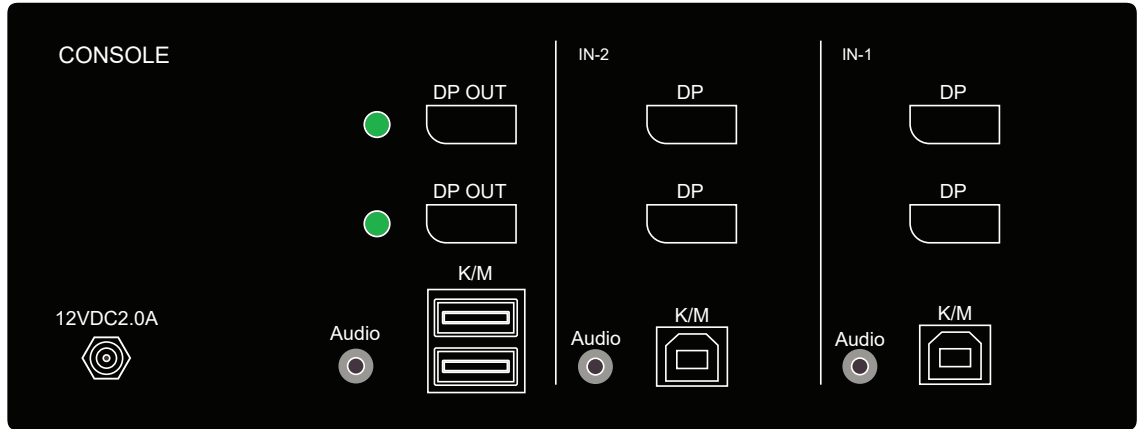 CONSOLE
IN-2
IN-1
DP OUT
DP
DP
DP OUT
DP
DP
K/M
12VDC2.0A
Audio
Audio
K/M
Audio
K/M